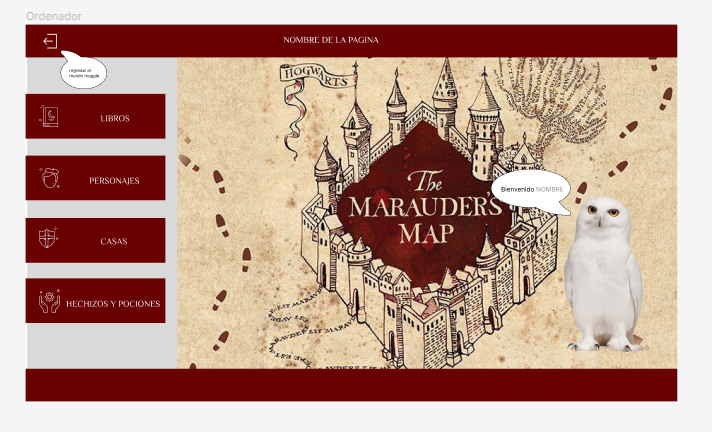 Ordenador
NOMBRE DE LA PAGINA
regresar al
mundo muggle
LIBROS
PERSONAJES
CASAS
HECHIZOS Y POCIONES
HOGWARTS
The
MARAUDER'S
MAP
Bienvenido NOMBRE